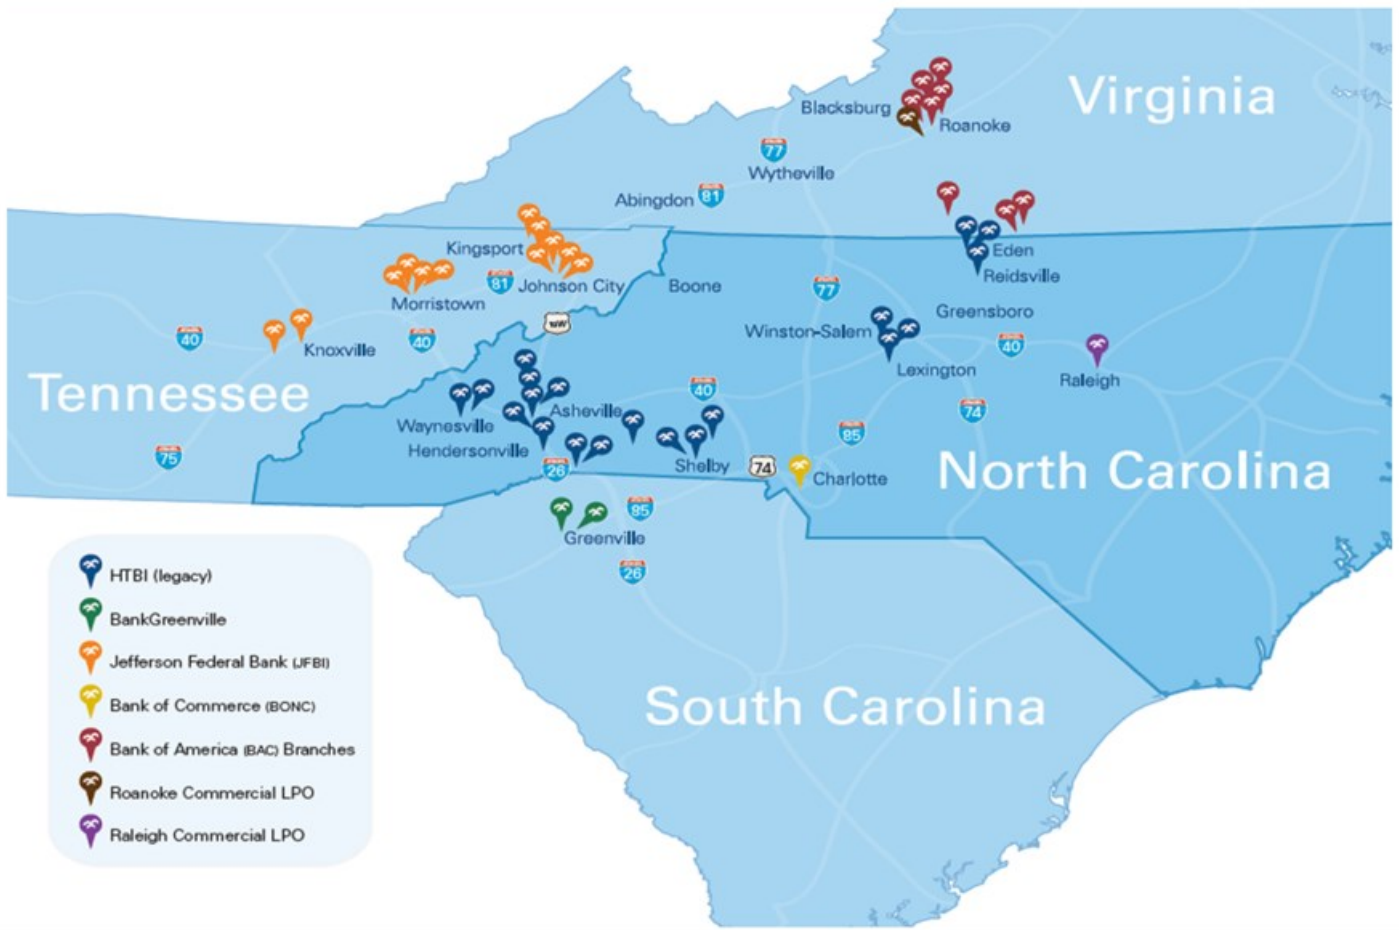 Virginia
Blacksburg
Roanoke
77
Wytheville
Abingdon
81
Kingsport
Eden
Reidsville
81
Johnson City
Boone
77
Morristown
Greensboro
Winston-Salem
40
Knoxville
40
40
Lexington
Raleigh
Tennessee
40
74
Asheville
Waynesville
85
Hendersonville
75
26
Shelby
74
Charlotte
North Carolina
85
Greenville
26
South Carolina
HTBI (legacy)
BankGreenville
Jefferson Federal Bank (JFBI)
Bank of Commerce (BONC)
Bank of America (BAC) Branches
Roanoke Commercial LPO
Raleigh Commercial LPO